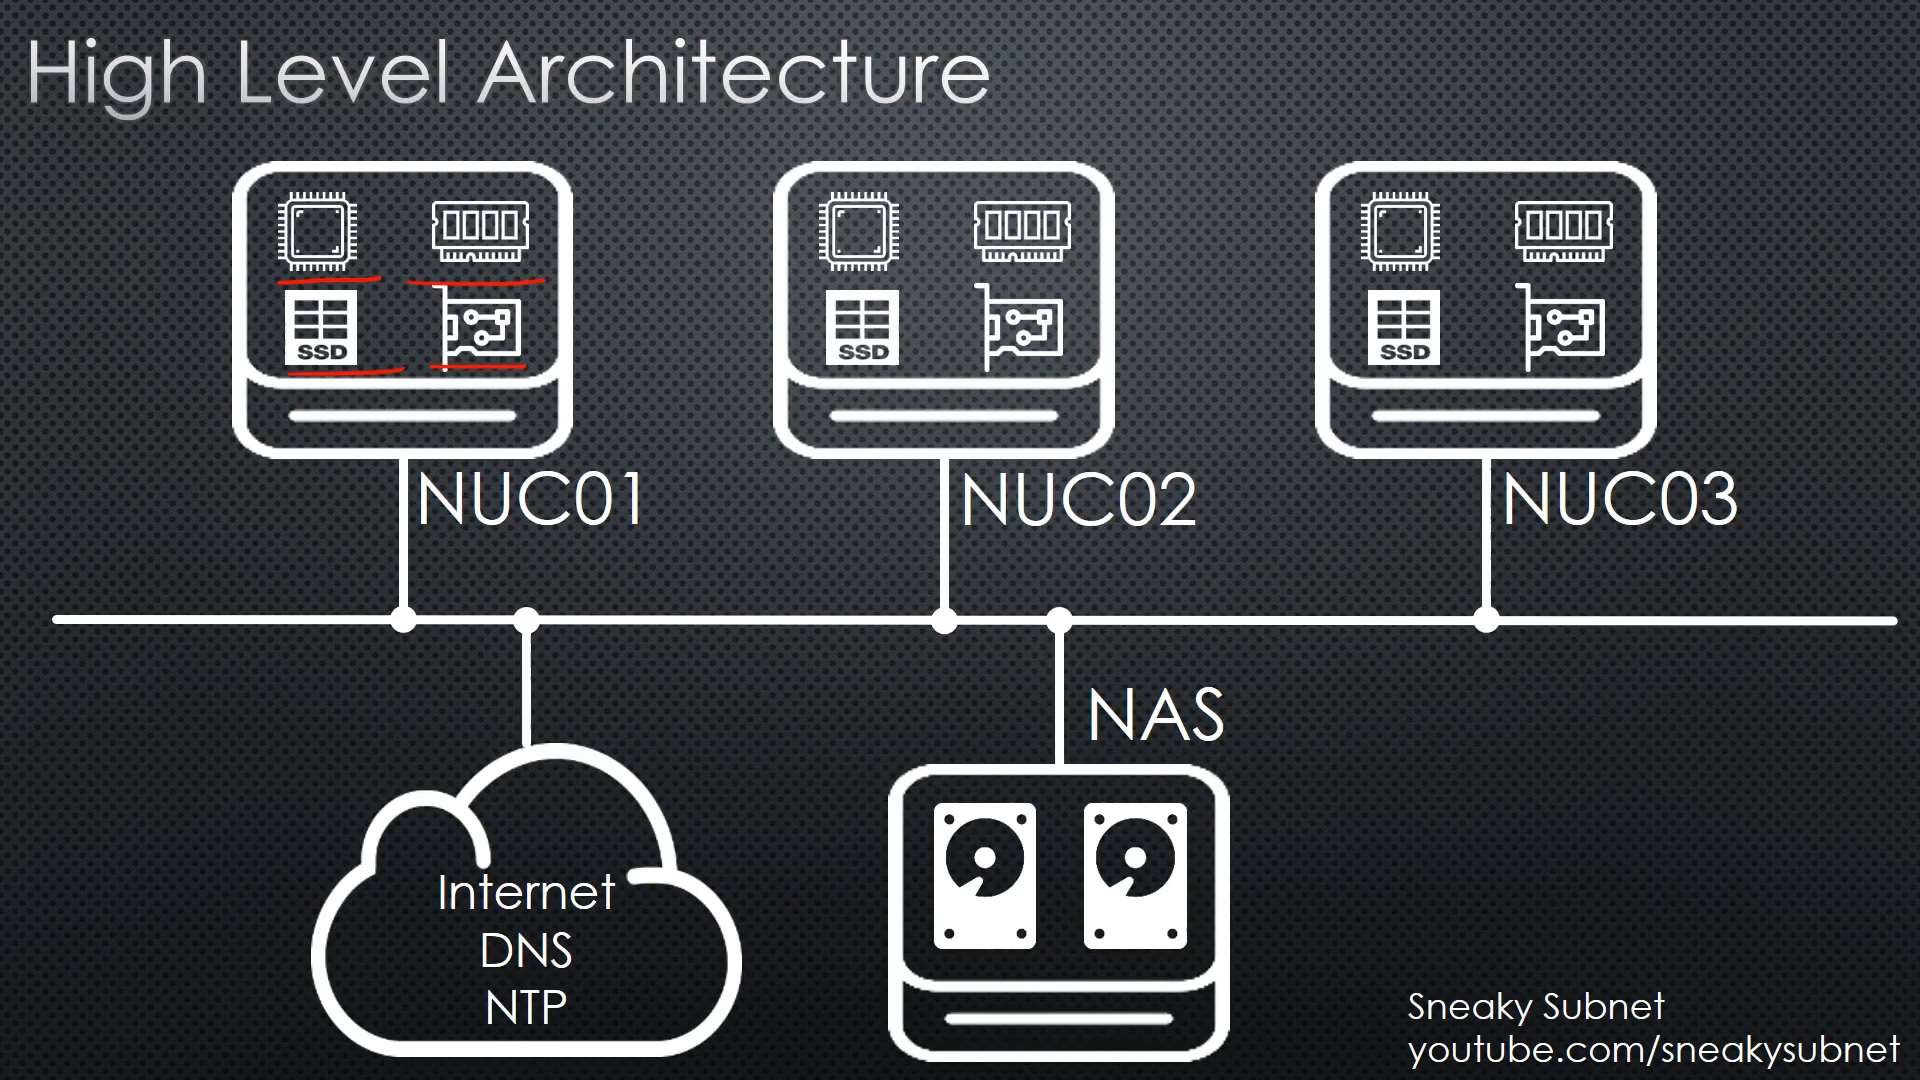 High Level Architecture
SSD
SSD
SSD
NUC01
NUC02
NUC03
NAS
Internet
DNS
NTP
Sneaky Subnet
youtube.com/sneakysubnet